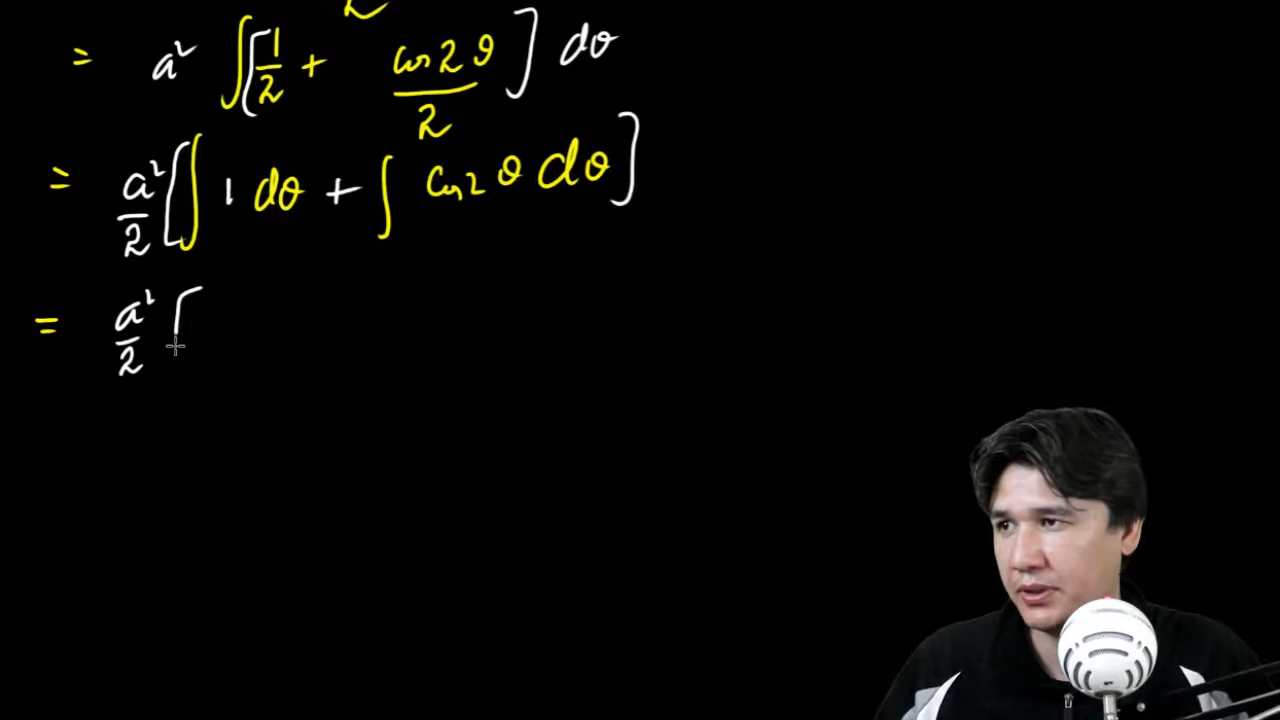 = a² ∫[1/2 + cos2θ/2] dθ
= a²/2 [∫ 1 dθ + ∫ cos2θ dθ]
= a²/2 [